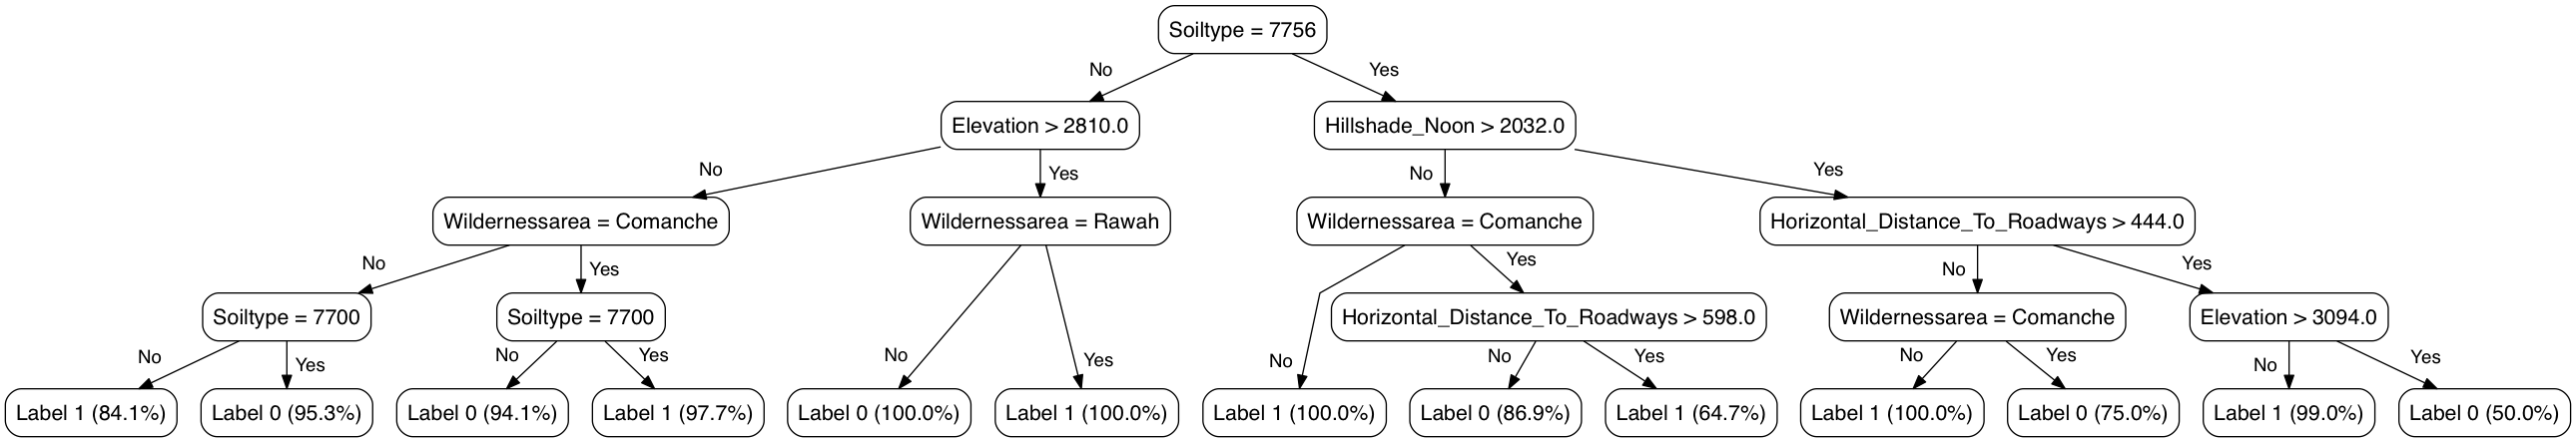 Soiltype = 7756
No
Yes
Elevation > 2810.0
Hillshade_Noon > 2032.0
No
Yes
No
Yes
Wildernessarea = Comanche
Wildernessarea = Rawah
Wildernessarea = Comanche
Horizontal_Distance_To_Roadways > 444.0
No
Yes
Yes
No
Yes
Soiltype = 7700
Soiltype = 7700
Horizontal_Distance_To_Roadways > 598.0
Wildernessarea = Comanche
Elevation > 3094.0
No
Yes
No
Yes
No
Yes
No
No
Yes
No
Yes
No
Yes
Label 1 (84.1%)
Label 0 (95.3%)
Label 0 (94.1%)
Label 1 (97.7%)
Label 0 (100.0%)
Label 1 (100.0%)
Label 1 (100.0%)
Label 0 (86.9%)
Label 1 (64.7%)
Label 1 (100.0%)
Label 0 (75.0%)
Label 1 (99.0%)
Label 0 (50.0%)